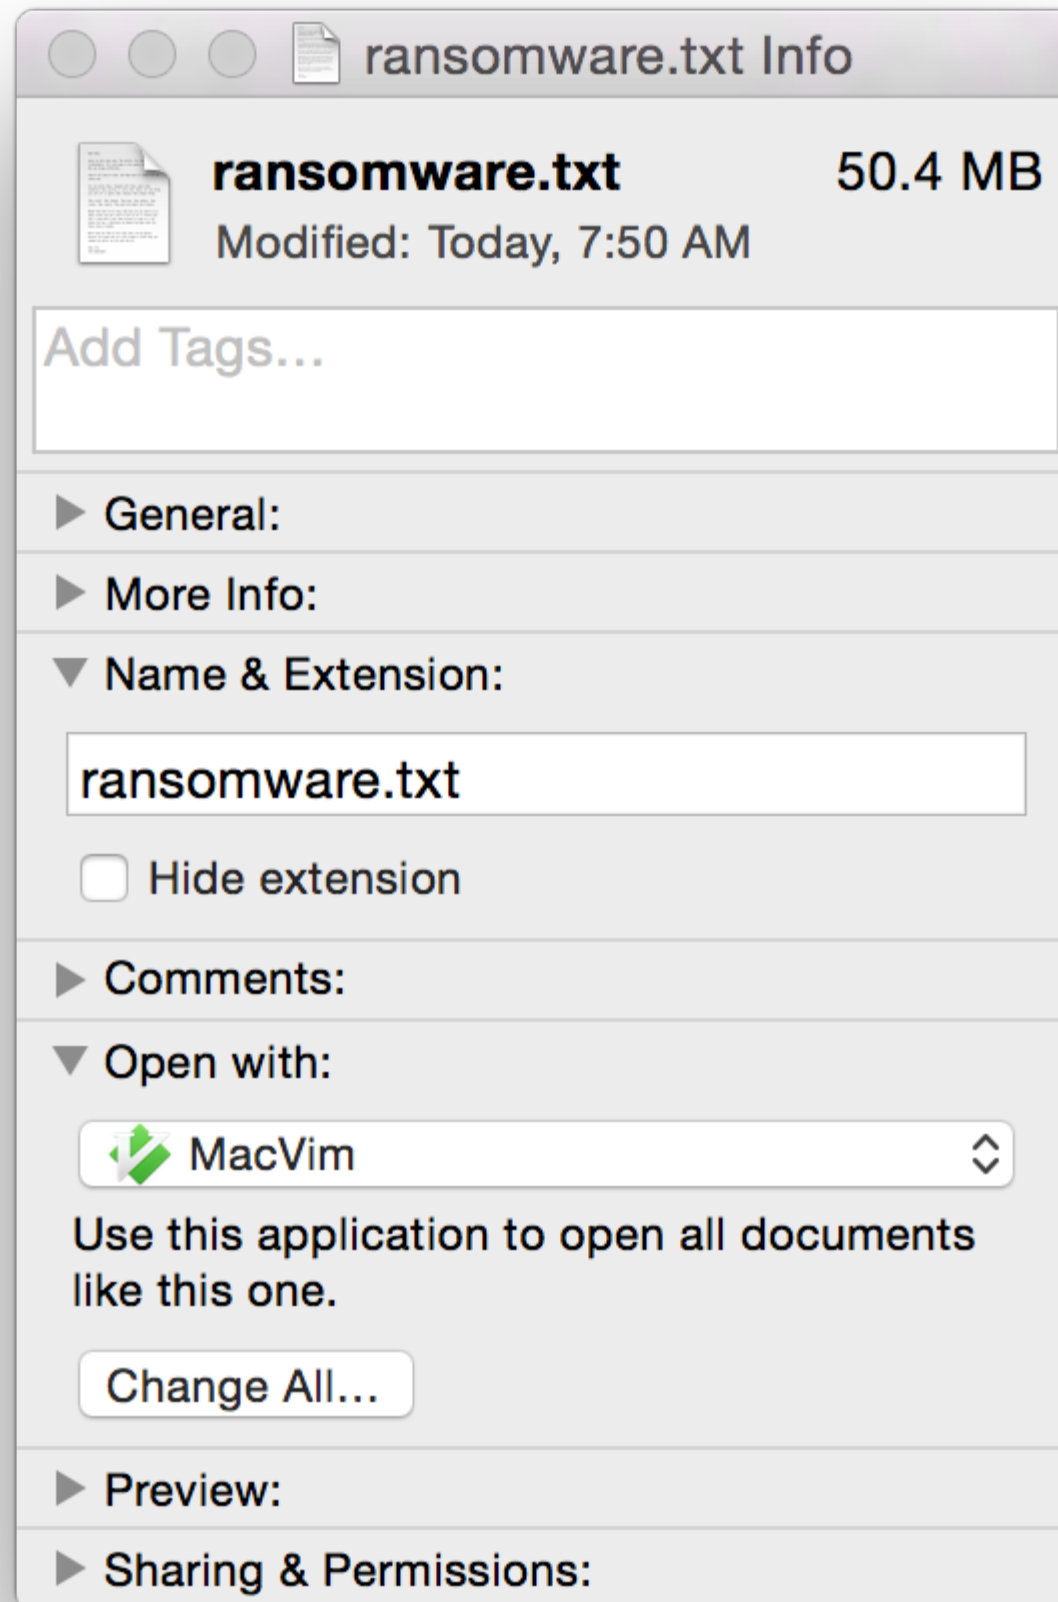 ransomware.txt Info
ransomware.txt 50.4 MB
Modified: Today, 7:50 AM
Add Tags…
General:
More Info:
Name & Extension:
ransomware.txt
Hide extension
Comments:
Open with:
MacVim
Use this application to open all documents
like this one.
Change All…
Preview:
Sharing & Permissions: